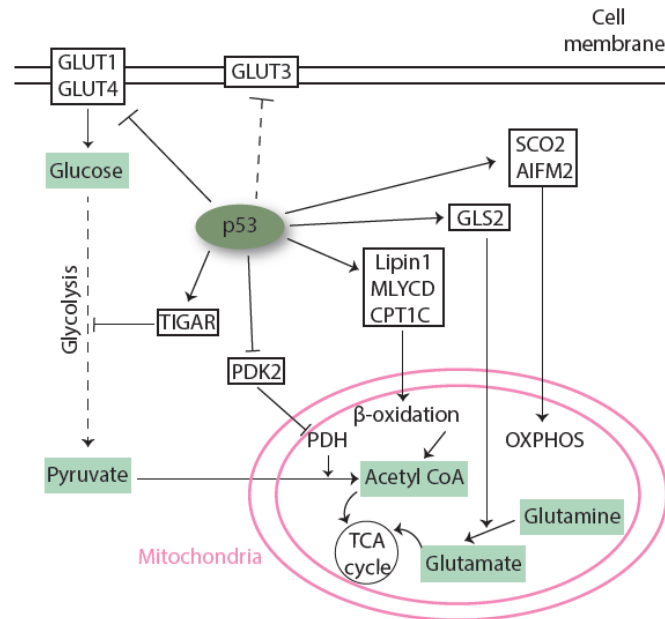 Cell
membrane
GLUT1
GLUT4
GLUT3
Glucose
SCO2
AIFM2
p53
GLS2
Lipin1
MLYCD
CPT1C
Glycolysis
TIGAR
PDK2
β-oxidation
PDH
OXPHOS
Pyruvate
Acetyl CoA
Glutamine
Mitochondria
TCA
cycle
Glutamate